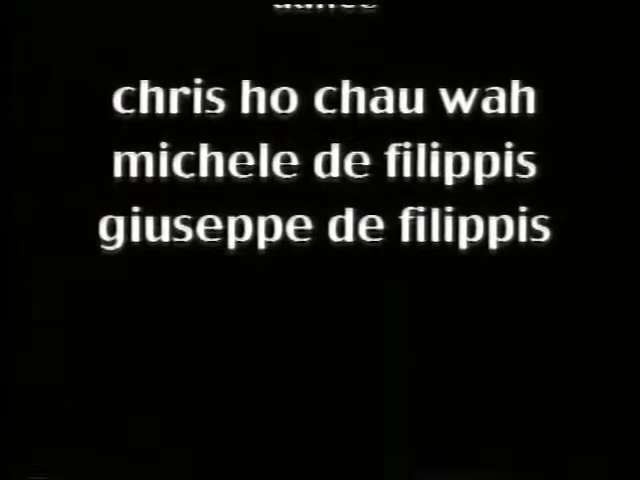 chris ho chau wah
michele de filippis
giuseppe de filippis